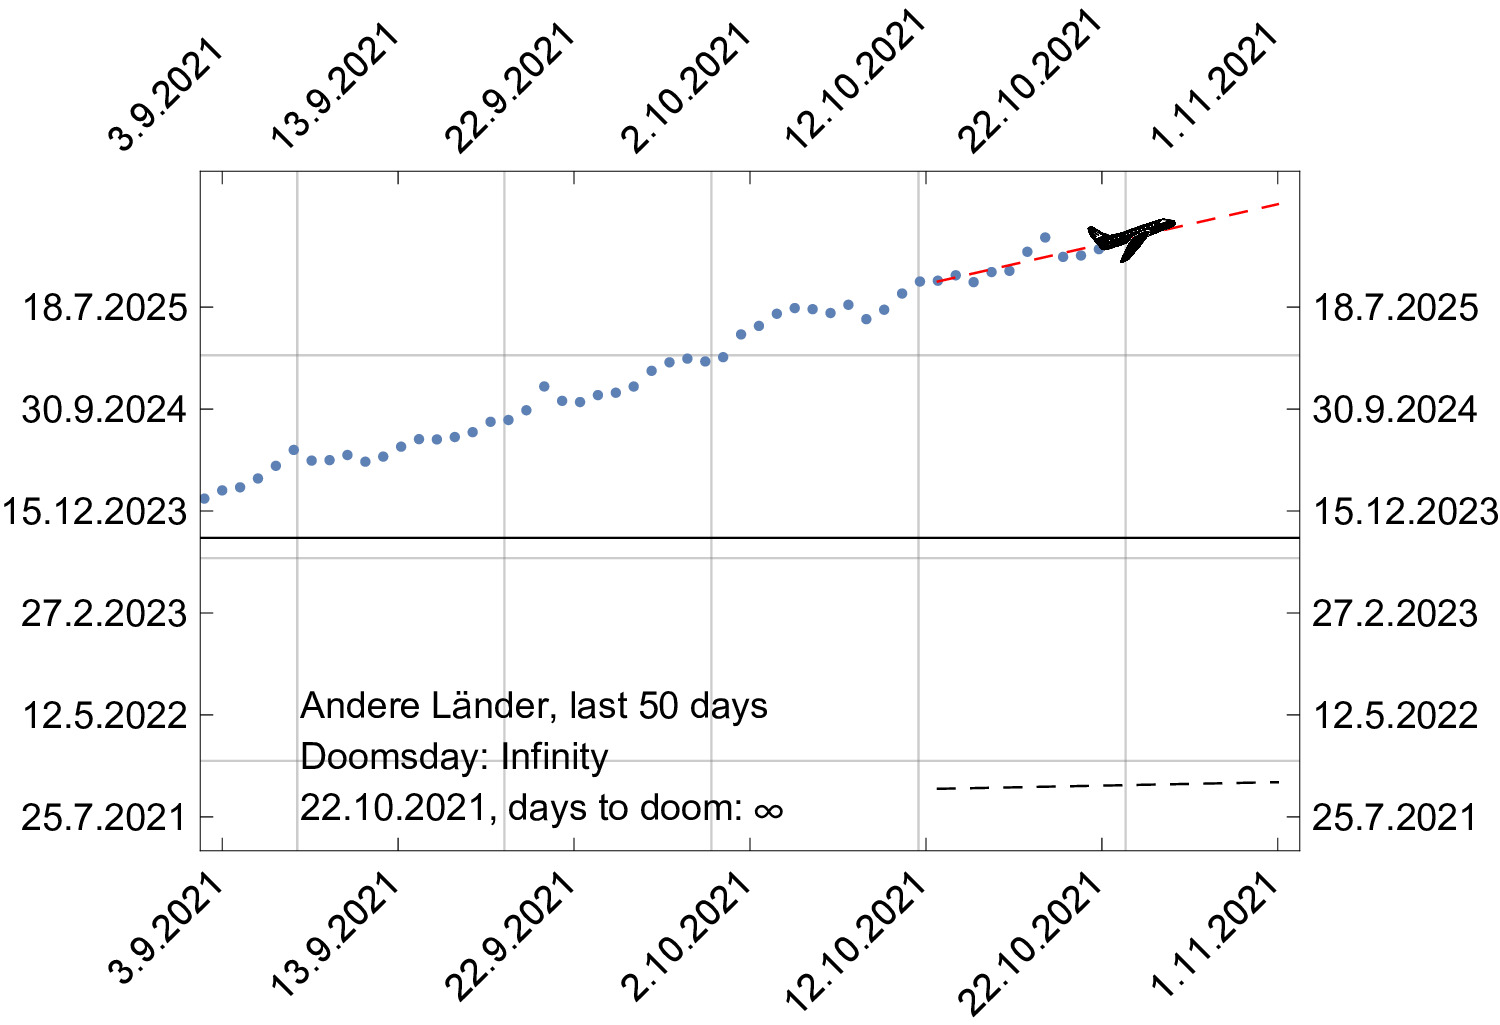 3.9.2021 13.9.2021 22.9.2021 2.10.2021 12.10.2021 22.10.2021 1.11.2021
18.7.2025 18.7.2025
30.9.2024 30.9.2024
15.12.2023 15.12.2023
27.2.2023 27.2.2023
12.5.2022 12.5.2022
25.7.2021 25.7.2021
Andere Länder, last 50 days
Doomsday: Infinity
22.10.2021, days to doom: ∞
3.9.2021 13.9.2021 22.9.2021 2.10.2021 12.10.2021 22.10.2021 1.11.2021